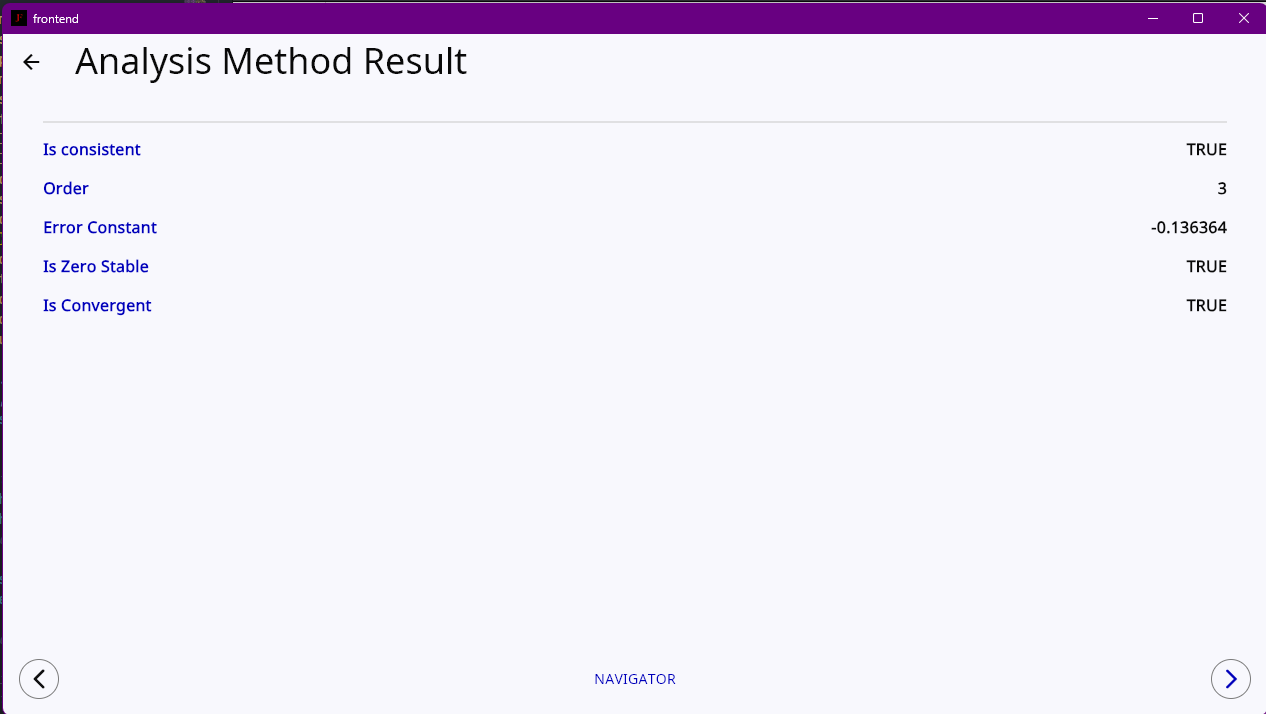 frontend
Analysis Method Result
Is consistent TRUE
Order 3
Error Constant -0.136364
Is Zero Stable TRUE
Is Convergent TRUE
NAVIGATOR